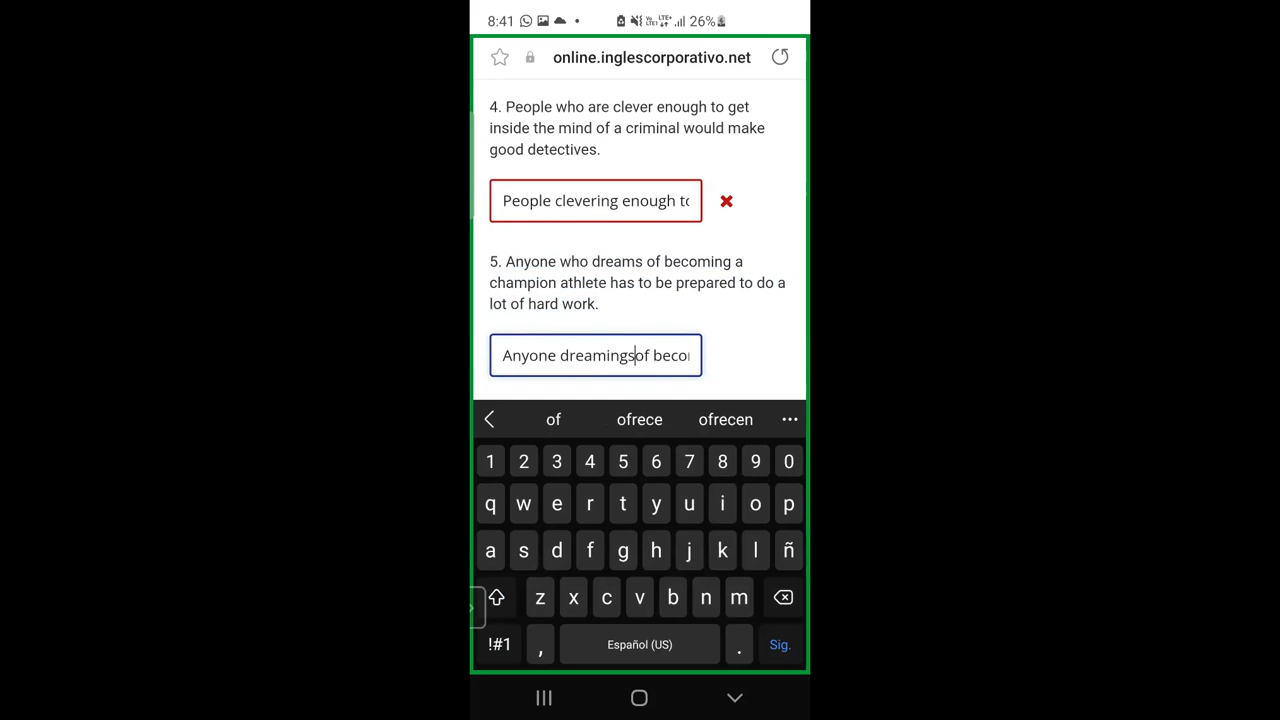 8:41 26%
online.inglescorporativo.net
4. People who are clever enough to get
inside the mind of a criminal would make
good detectives.
People clevering enough to
5. Anyone who dreams of becoming a
champion athlete has to be prepared to do a
lot of hard work.
Anyone dreamingsof beco
of ofrece ofrecen
1 2 3 4 5 6 7 8 9 0
q w e r t y u i o p
a s d f g h j k l ñ
z x c v b n m
!#1 , Español (US) . Sig.